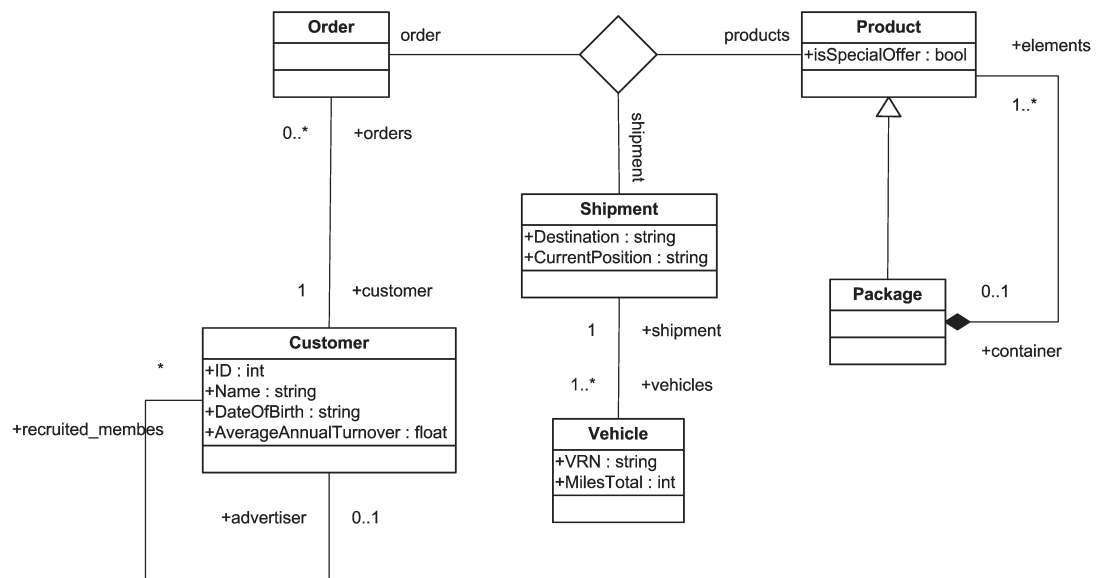 Order
order
products
Product
+isSpecialOffer : bool
+elements
1..*
0..*
+orders
shipment
Shipment
+Destination : string
+CurrentPosition : string
1
+customer
Package
0..1
+container
1
+shipment
1..*
+vehicles
Customer
+ID : int
+Name : string
+DateOfBirth : string
+AverageAnnualTurnover : float
*
+recruited_membes
Vehicle
+VRN : string
+MilesTotal : int
+advertiser
0..1